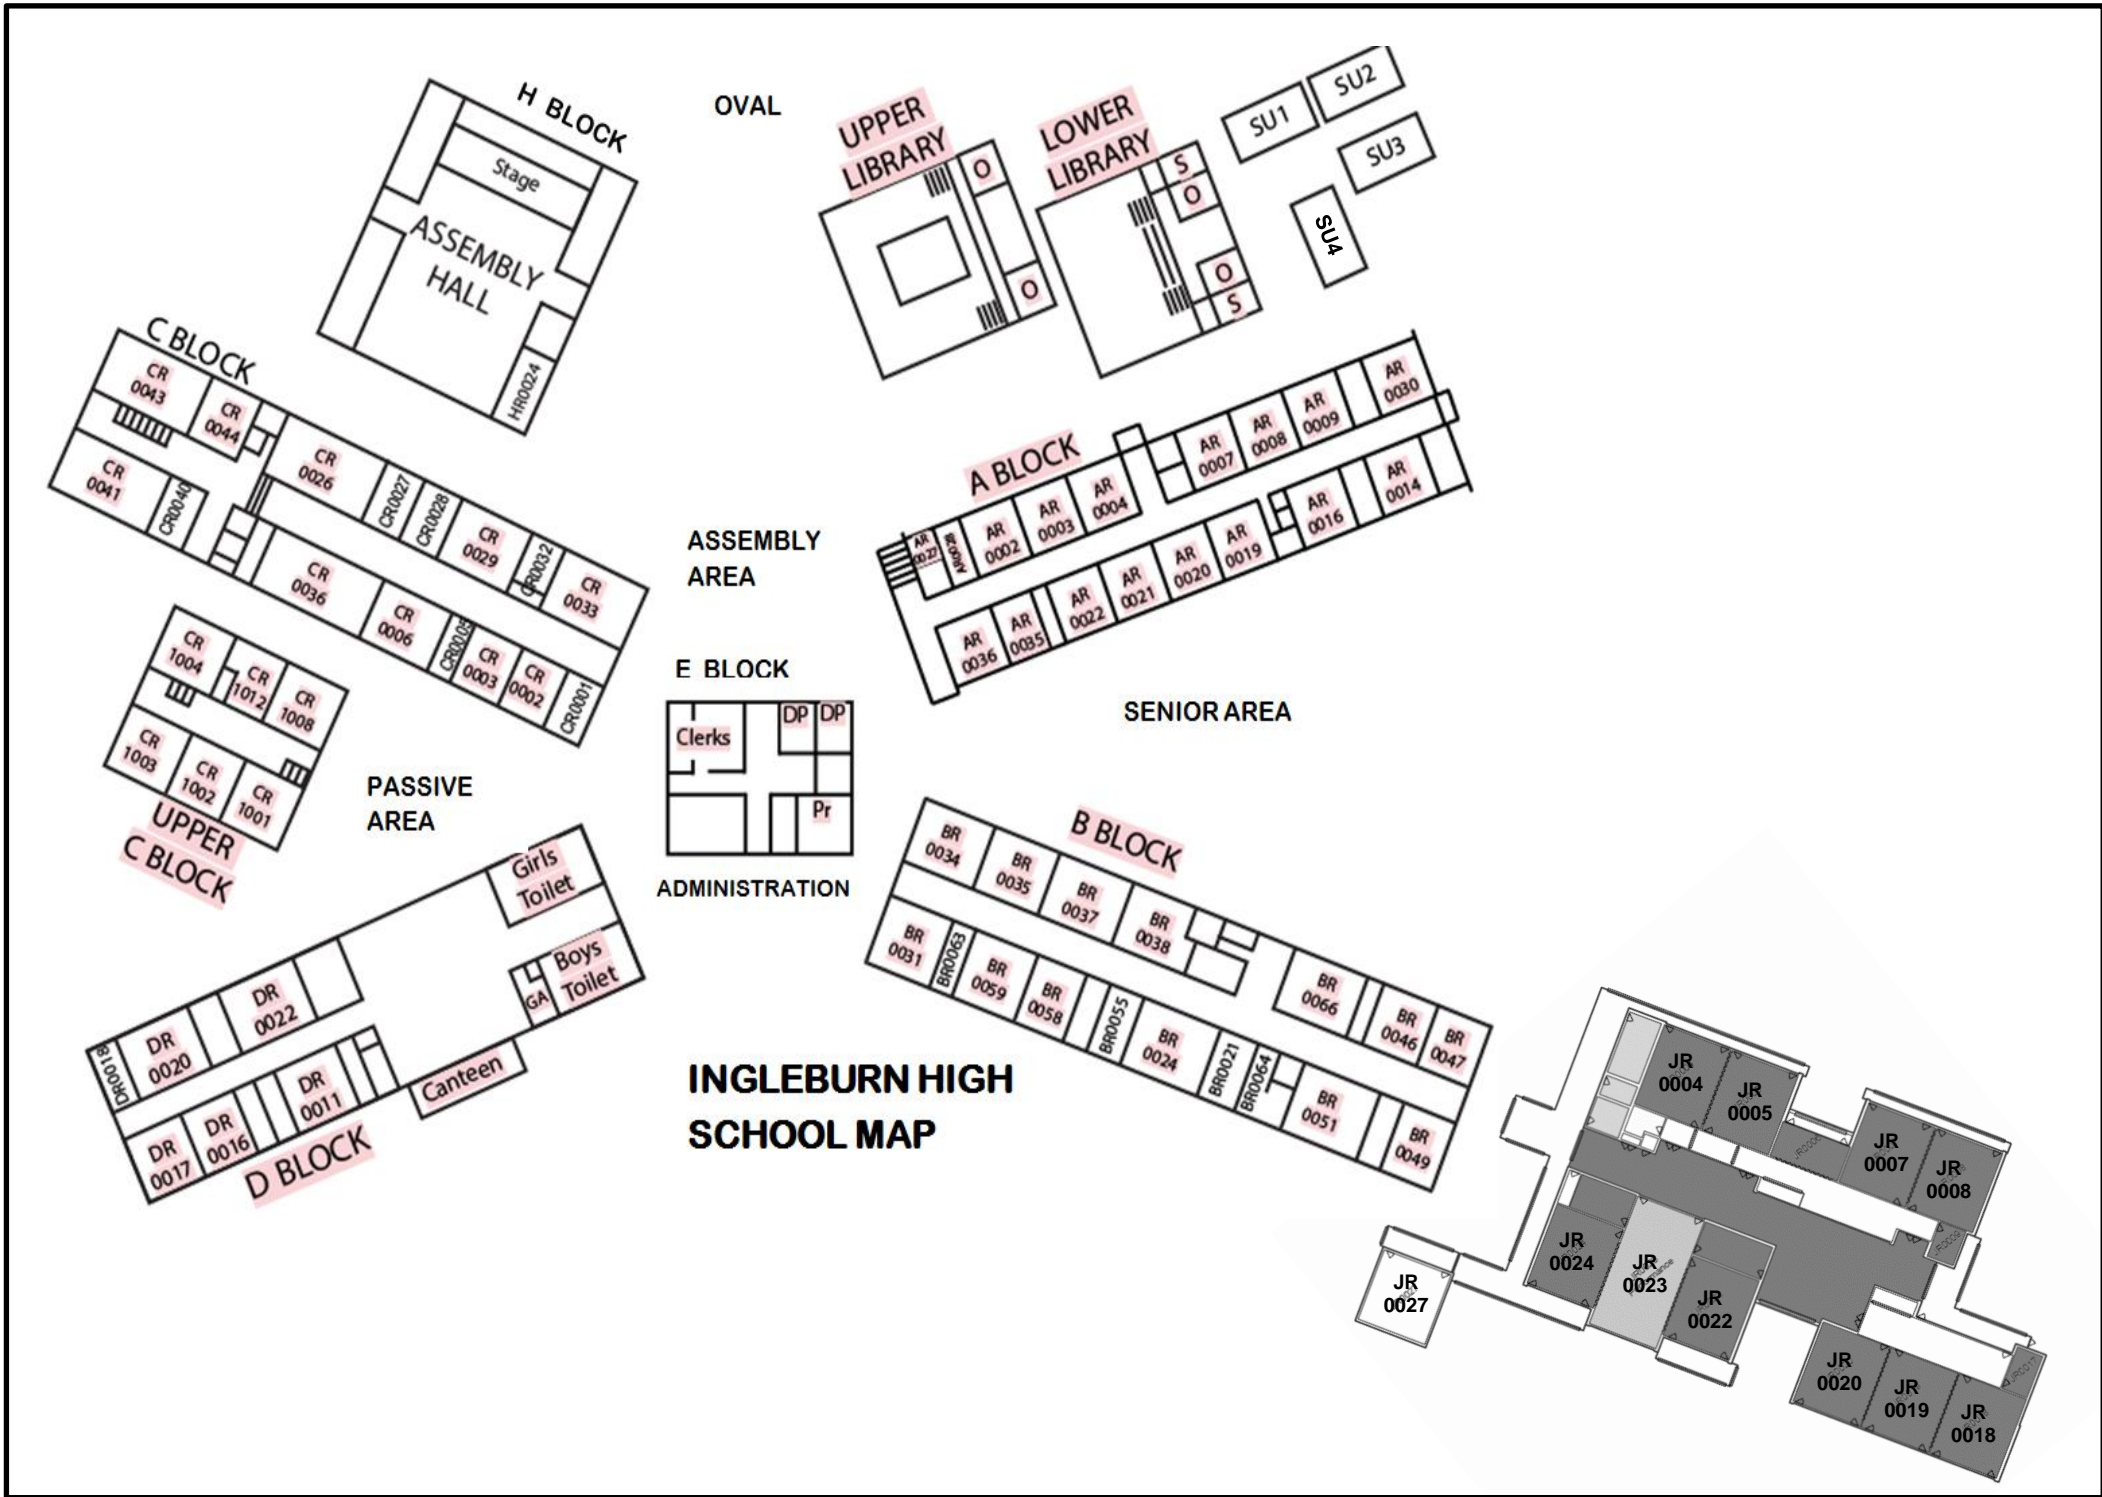 H BLOCK
Stage
ASSEMBLY
HALL
HR0024
OVAL
UPPER
LIBRARY
O
O
LOWER
LIBRARY
S
O
O
S
SU1
SU2
SU3
SU4
C BLOCK
CR
0043
CR
0044
CR
0041
CR0040
CR
0026
CR0027
CR0028
CR
0029
CR0032
CR
0033
CR
0036
CR
0006
CR0005
CR
0003
CR
0002
CR0001
A BLOCK
AR
0027
AR0028
AR
0002
AR
0003
AR
0004
AR
0007
AR
0008
AR
0009
AR
0030
AR
0036
AR
0035
AR
0022
AR
0021
AR
0020
AR
0019
AR
0016
AR
0014
ASSEMBLY
AREA
SENIOR AREA
CR
1004
CR
1012
CR
1008
CR
1003
CR
1002
CR
1001
UPPER
C BLOCK
PASSIVE
AREA
E BLOCK
Clerks
DP
DP
Pr
ADMINISTRATION
B BLOCK
BR
0034
BR
0035
BR
0037
BR
0038
BR
0066
BR
0046
BR
0047
BR
0031
BR0063
BR
0059
BR
0058
BR0055
BR
0024
BR0021
BR0064
BR
0051
BR
0049
Girls
Toilet
Boys
Toilet
GA
Canteen
DR0018
DR
0020
DR
0022
DR
0017
DR
0016
DR
0011
D BLOCK
INGLEBURN HIGH
SCHOOL MAP
JR
0004
JR
0005
JR0006
JR
0007
JR
0008
JR0009
JR
0024
JR
0023
JR
0022
JR
0027
JR
0020
JR
0019
JR
0018
JR0017